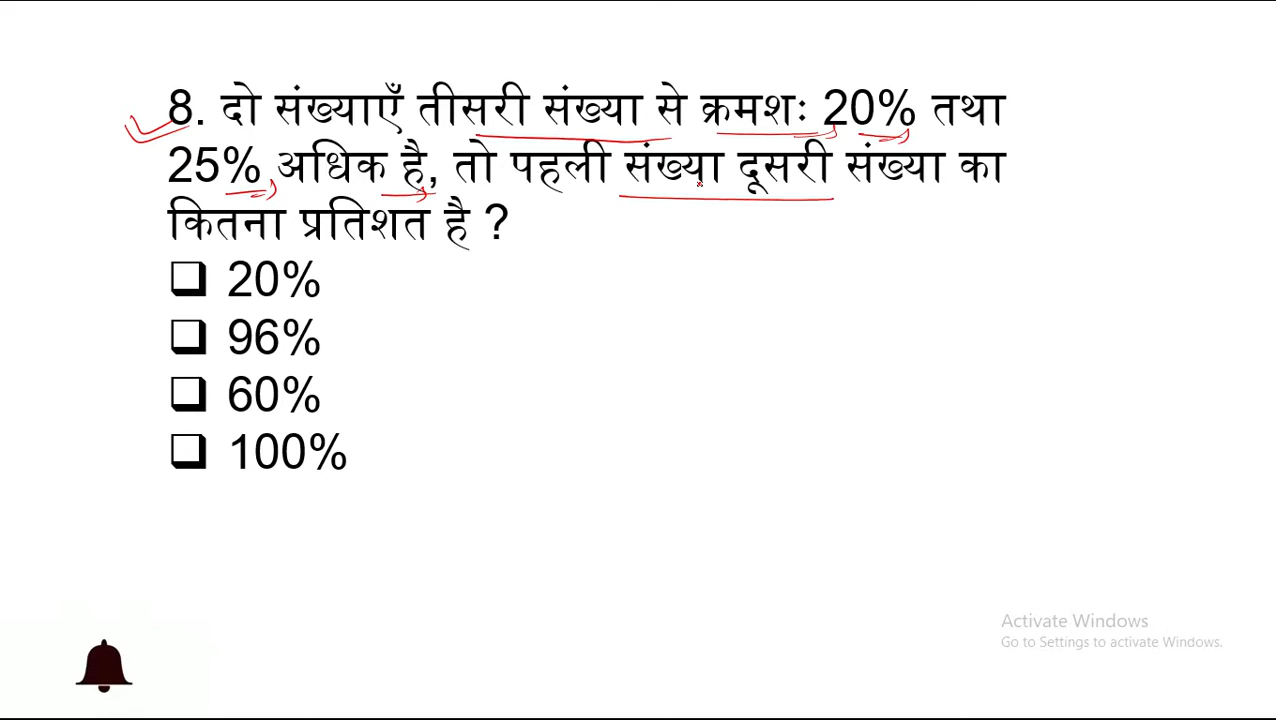 8. दो संख्याएँ तीसरी संख्या से क्रमशः 20% तथा
25% अधिक है, तो पहली संख्या दूसरी संख्या का
कितना प्रतिशत है ?
20%
96%
60%
100%
Activate Windows
Go to Settings to activate Windows.